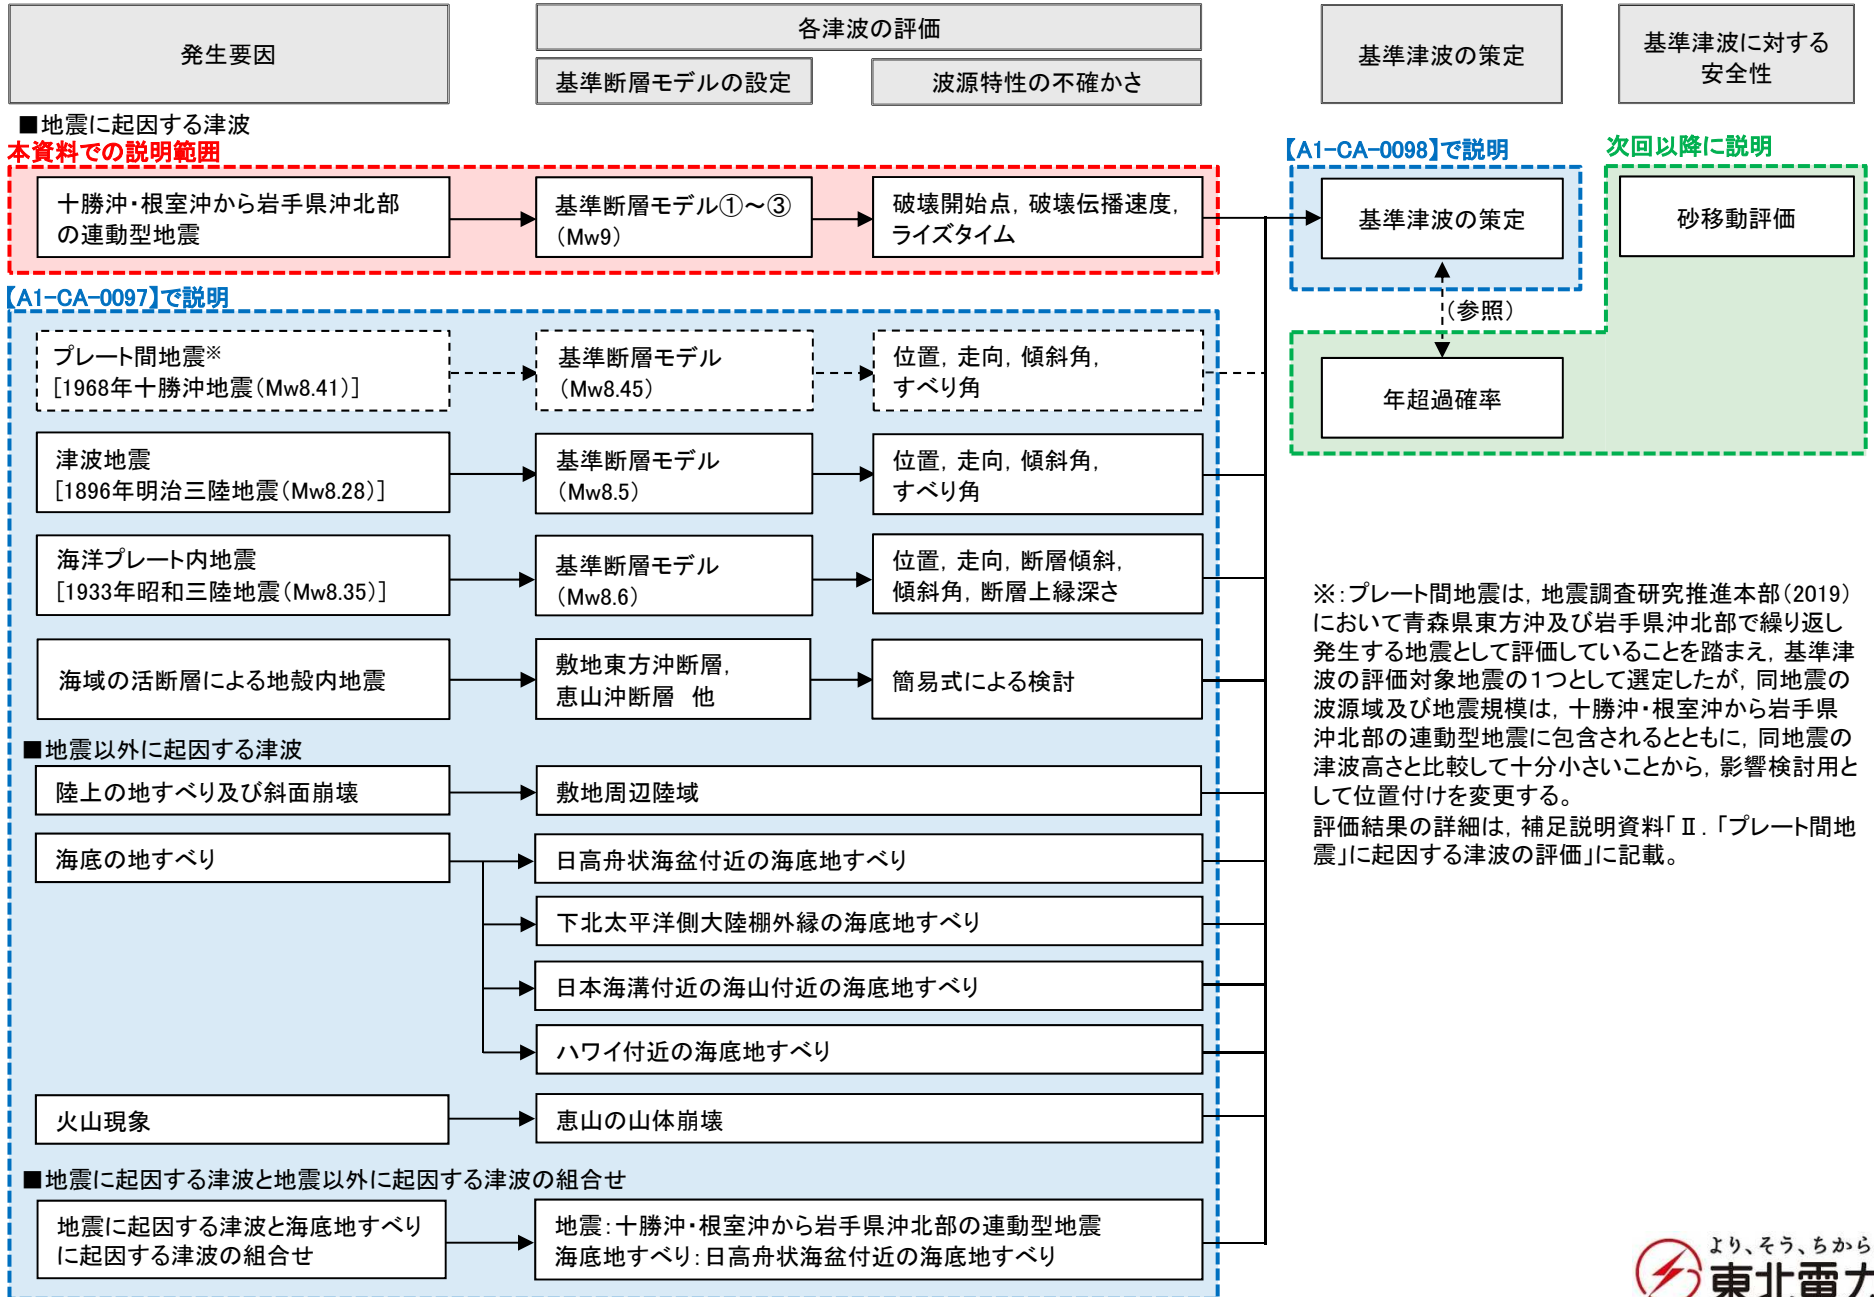 発生要因
各津波の評価
基準断層モデルの設定
波源特性の不確かさ
基準津波の策定
基準津波に対する
安全性
■地震に起因する津波
本資料での説明範囲
十勝沖・根室沖から岩手県沖北部
の連動型地震
基準断層モデル①～③
(Mw9)
破壊開始点, 破壊伝播速度,
ライズタイム
【A1-CA-0098】で説明
基準津波の策定
(参照)
年超過確率
次回以降に説明
砂移動評価
【A1-CA-0097】で説明
プレート間地震※
[1968年十勝沖地震(Mw8.41)]
基準断層モデル
(Mw8.45)
位置, 走向, 傾斜角,
すべり角
津波地震
[1896年明治三陸地震(Mw8.28)]
基準断層モデル
(Mw8.5)
位置, 走向, 傾斜角,
すべり角
海洋プレート内地震
[1933年昭和三陸地震(Mw8.35)]
基準断層モデル
(Mw8.6)
位置, 走向, 断層傾斜,
傾斜角, 断層上縁深さ
海域の活断層による地殻内地震
敷地東方沖断層,
恵山沖断層 他
簡易式による検討
■地震以外に起因する津波
陸上の地すべり及び斜面崩壊
敷地周辺陸域
海底の地すべり
日高舟状海盆付近の海底地すべり
下北太平洋側大陸棚外縁の海底地すべり
日本海溝付近の海山付近の海底地すべり
ハワイ付近の海底地すべり
火山現象
恵山の山体崩壊
■地震に起因する津波と地震以外に起因する津波の組合せ
地震に起因する津波と海底地すべり
に起因する津波の組合せ
地震:十勝沖・根室沖から岩手県沖北部の連動型地震
海底地すべり:日高舟状海盆付近の海底地すべり
※:プレート間地震は, 地震調査研究推進本部(2019)
において青森県東方沖及び岩手県沖北部で繰り返し
発生する地震として評価していることを踏まえ, 基準津
波の評価対象地震の1つとして選定したが, 同地震の
波源域及び地震規模は, 十勝沖・根室沖から岩手県
沖北部の連動型地震に包含されるとともに, 同地震の
津波高さと比較して十分小さいことから, 影響検討用と
して位置付けを変更する。
評価結果の詳細は, 補足説明資料「Ⅱ.「プレート間地
震」に起因する津波の評価」に記載。
より、そう、ちから
東北電力